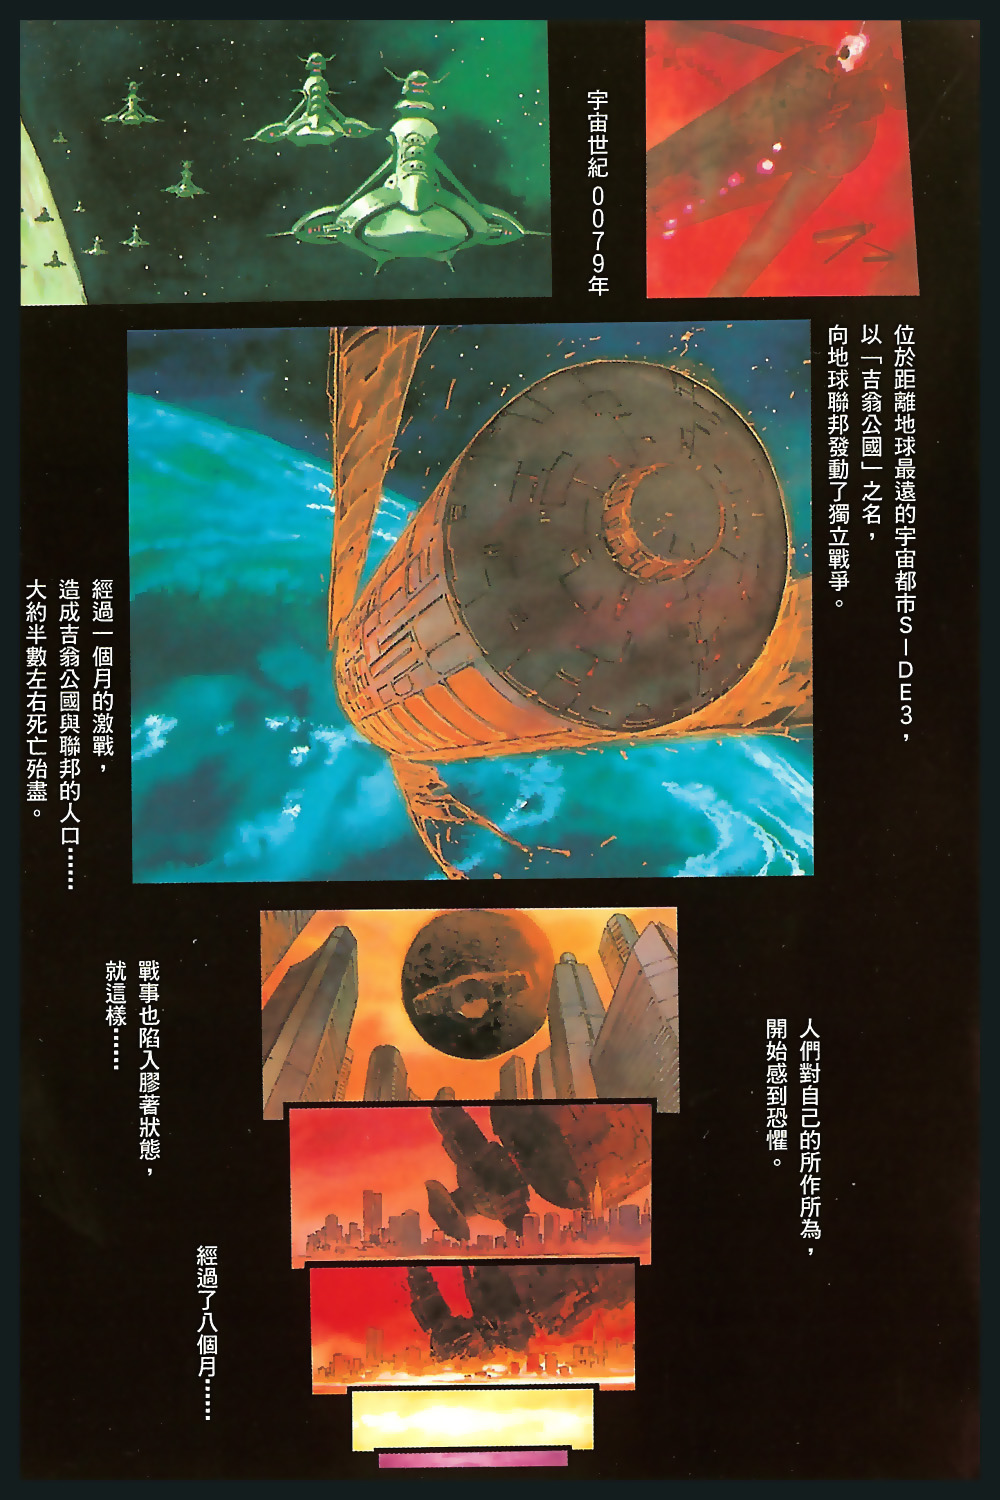 宇宙世紀0079年
位於距離地球最遠的宇宙都市SIDE3，
以「吉翁公國」之名，
向地球聯邦發動了獨立戰爭。
經過一個月的激戰，
造成吉翁公國與聯邦的人口……
大約半數左右死亡殆盡。
人們對自己的所作所為，
開始感到恐懼。
戰事也陷入膠著狀態，
就這樣……
經過了八個月……